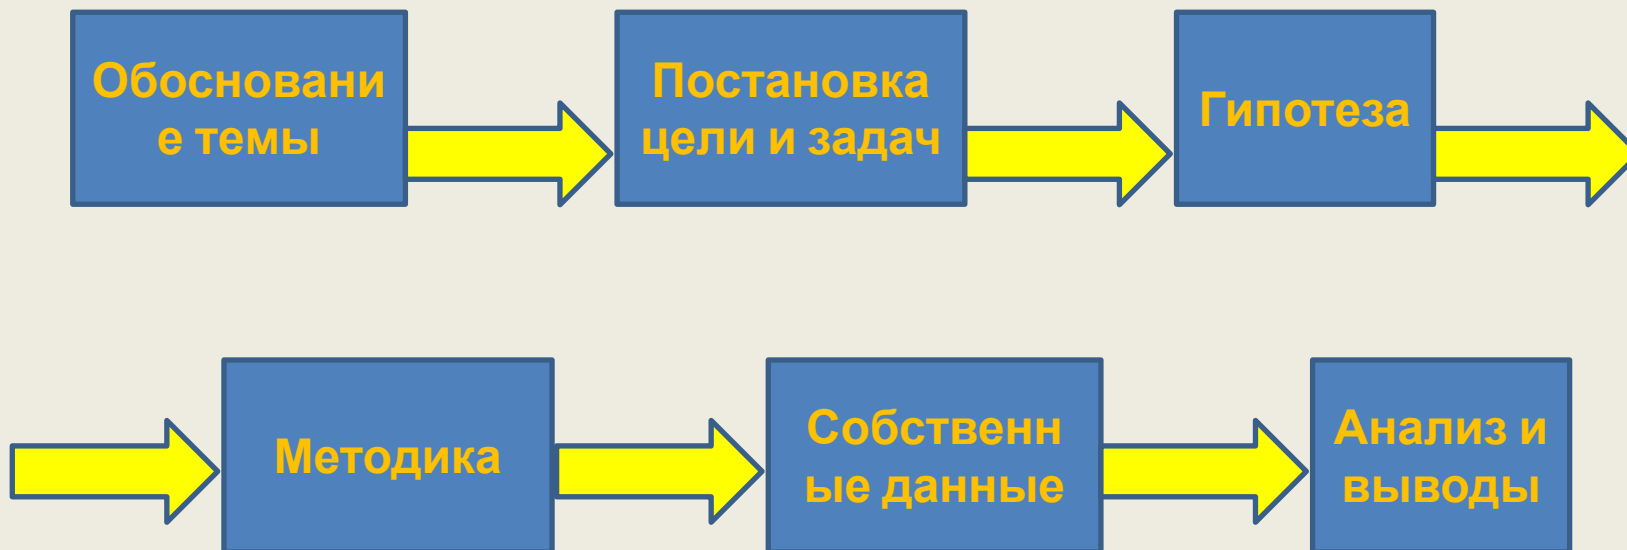 Обосновани
е темы
Постановка
цели и задач
Гипотеза
Методика
Собственн
ые данные
Анализ и
выводы